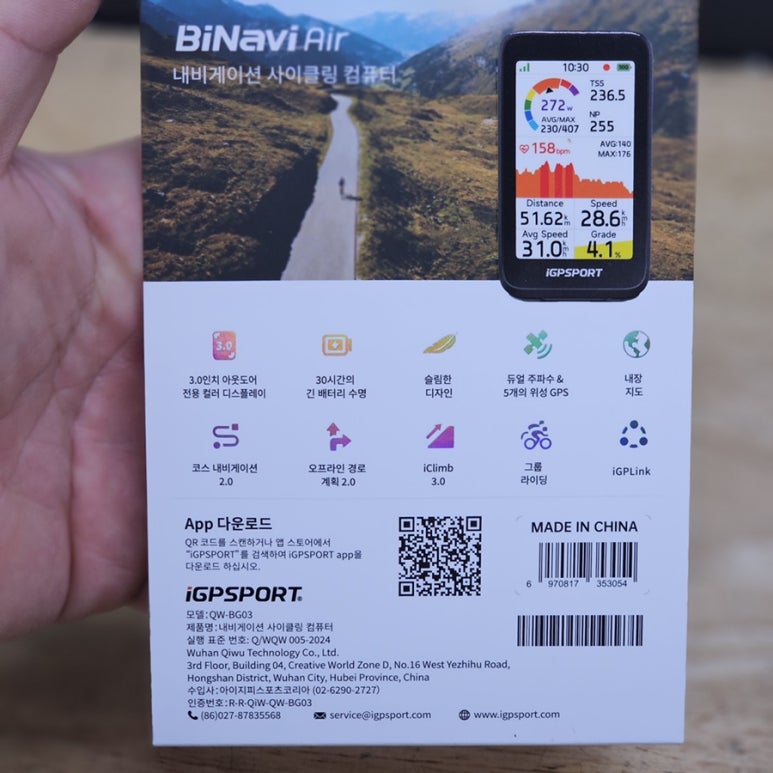 BiNavi Air
내비게이션 사이클링 컴퓨터
10:30
100
272w
AVG/MAX
230/407
TSS
236.5
NP
255
158bpm
AVG:140
MAX:176
Distance
51.62km
Speed
28.6km/h
Avg Speed
31.0km/h
Grade
4.1%
iGPSPORT
3.0
3.0인치 아웃도어
전용 컬러 디스플레이
30시간의
긴 배터리 수명
슬림한
디자인
듀얼 주파수 &
5개의 위성 GPS
내장
지도
코스 내비게이션
2.0
오프라인 경로
계획 2.0
iClimb
3.0
그룹
라이딩
iGPLink
App 다운로드
QR 코드를 스캔하거나 앱 스토어에서
"iGPSPORT"를 검색하여 iGPSPORT app을
다운로드 하십시오.
MADE IN CHINA
6 970817 353054
iGPSPORT®
모델: QW-BG03
제품명: 내비게이션 사이클링 컴퓨터
실행 표준 번호: Q/WQW 005-2024
Wuhan Qiwu Technology Co., Ltd.
3rd Floor, Building 04, Creative World Zone D, No.16 West Yezhihu Road,
Hongshan District, Wuhan City, Hubei Province, China
수입사: 아이지피스포츠코리아 (02-6290-2727)
인증번호: R-R-QiW-QW-BG03
(86)027-87835568 service@igpsport.com www.igpsport.com